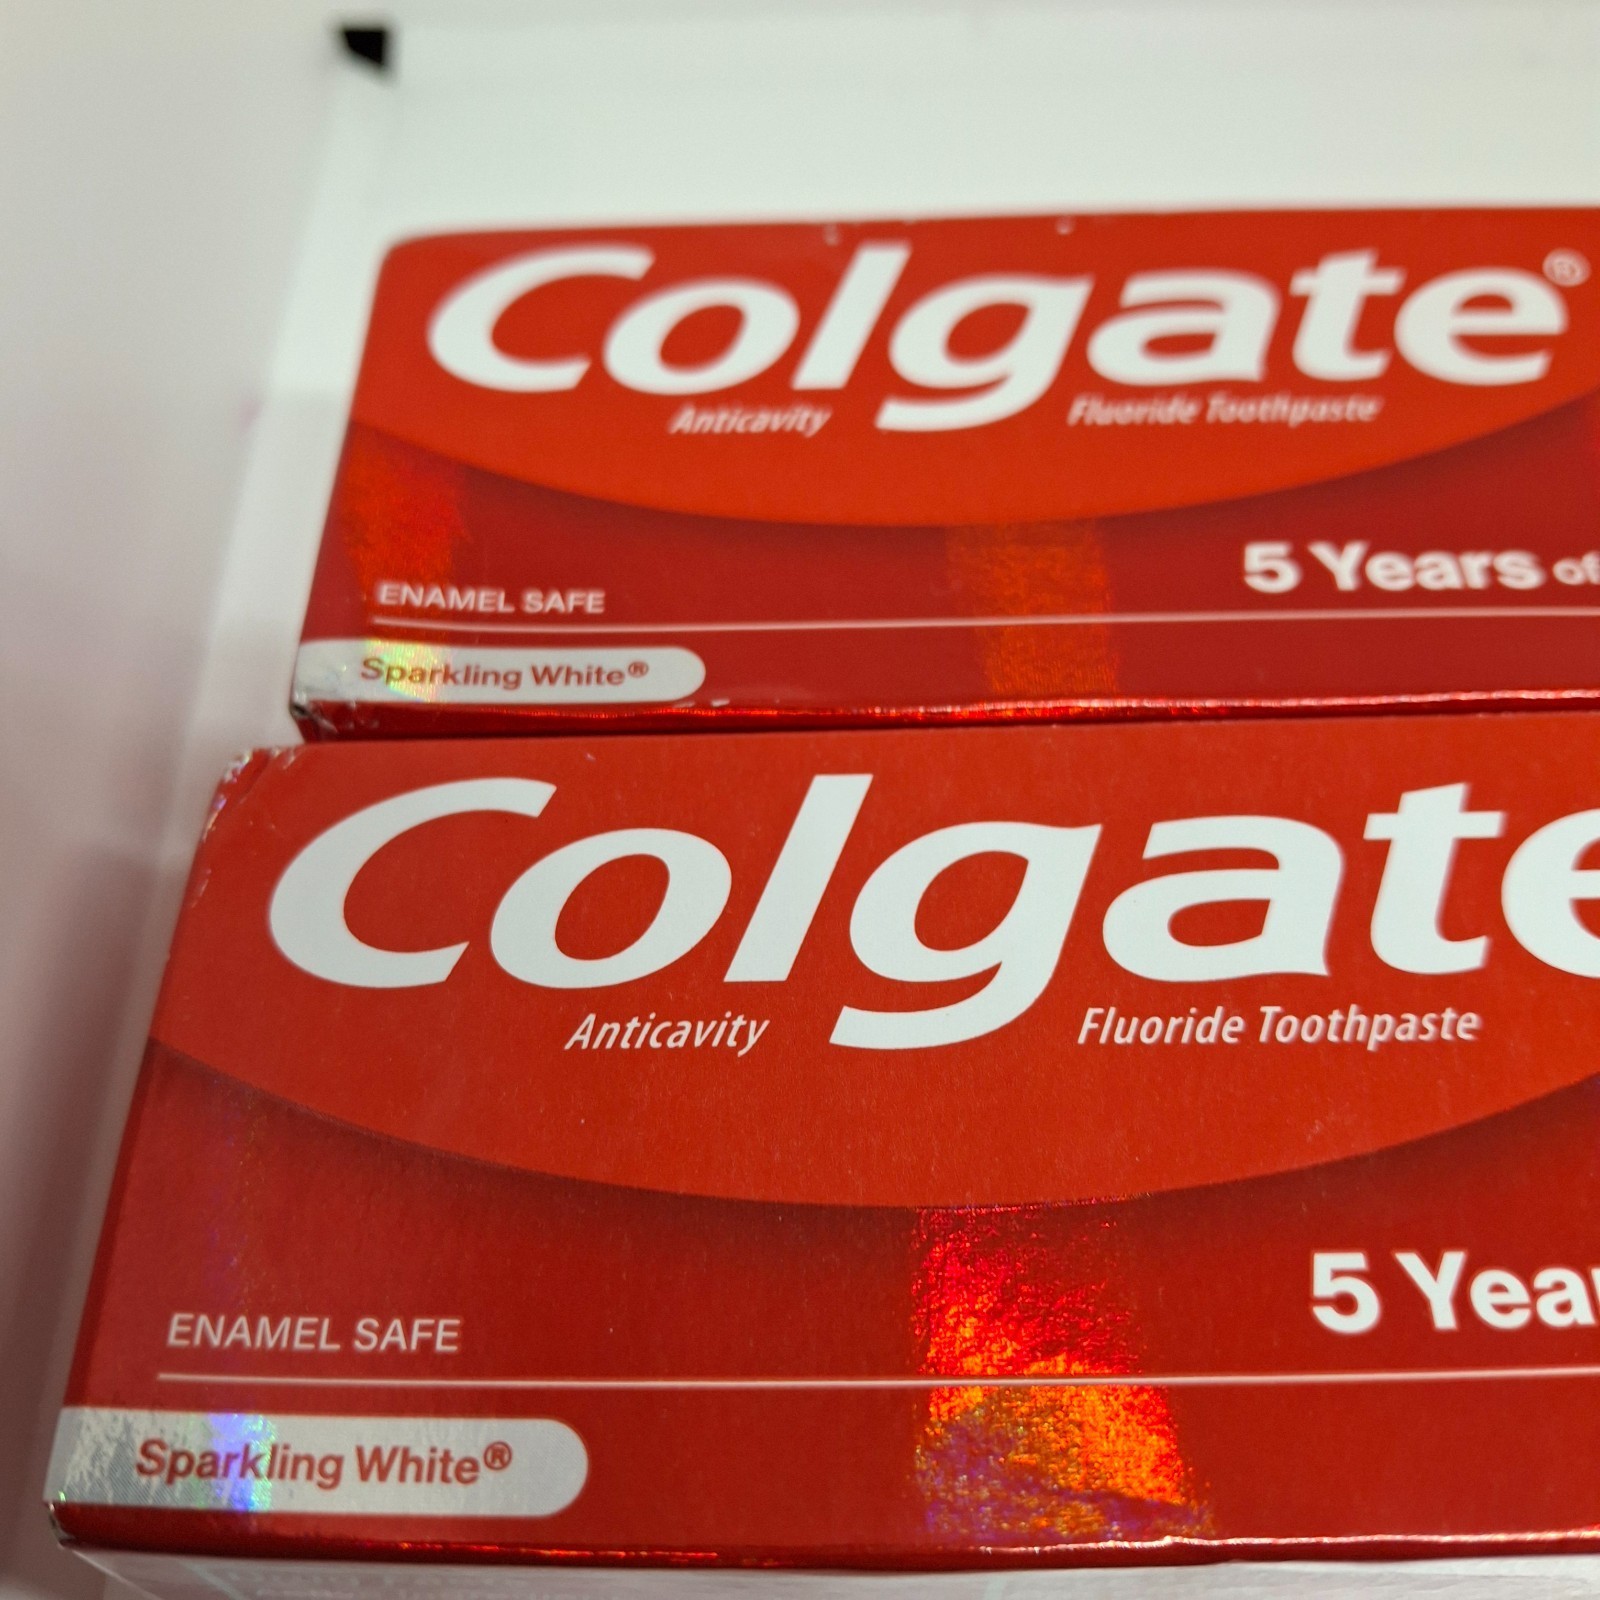 Colgate®
Anticavity Fluoride Toothpaste
5 Years of
ENAMEL SAFE
Sparkling White®
Colgate
Anticavity Fluoride Toothpaste
5 Year
ENAMEL SAFE
Sparkling White®